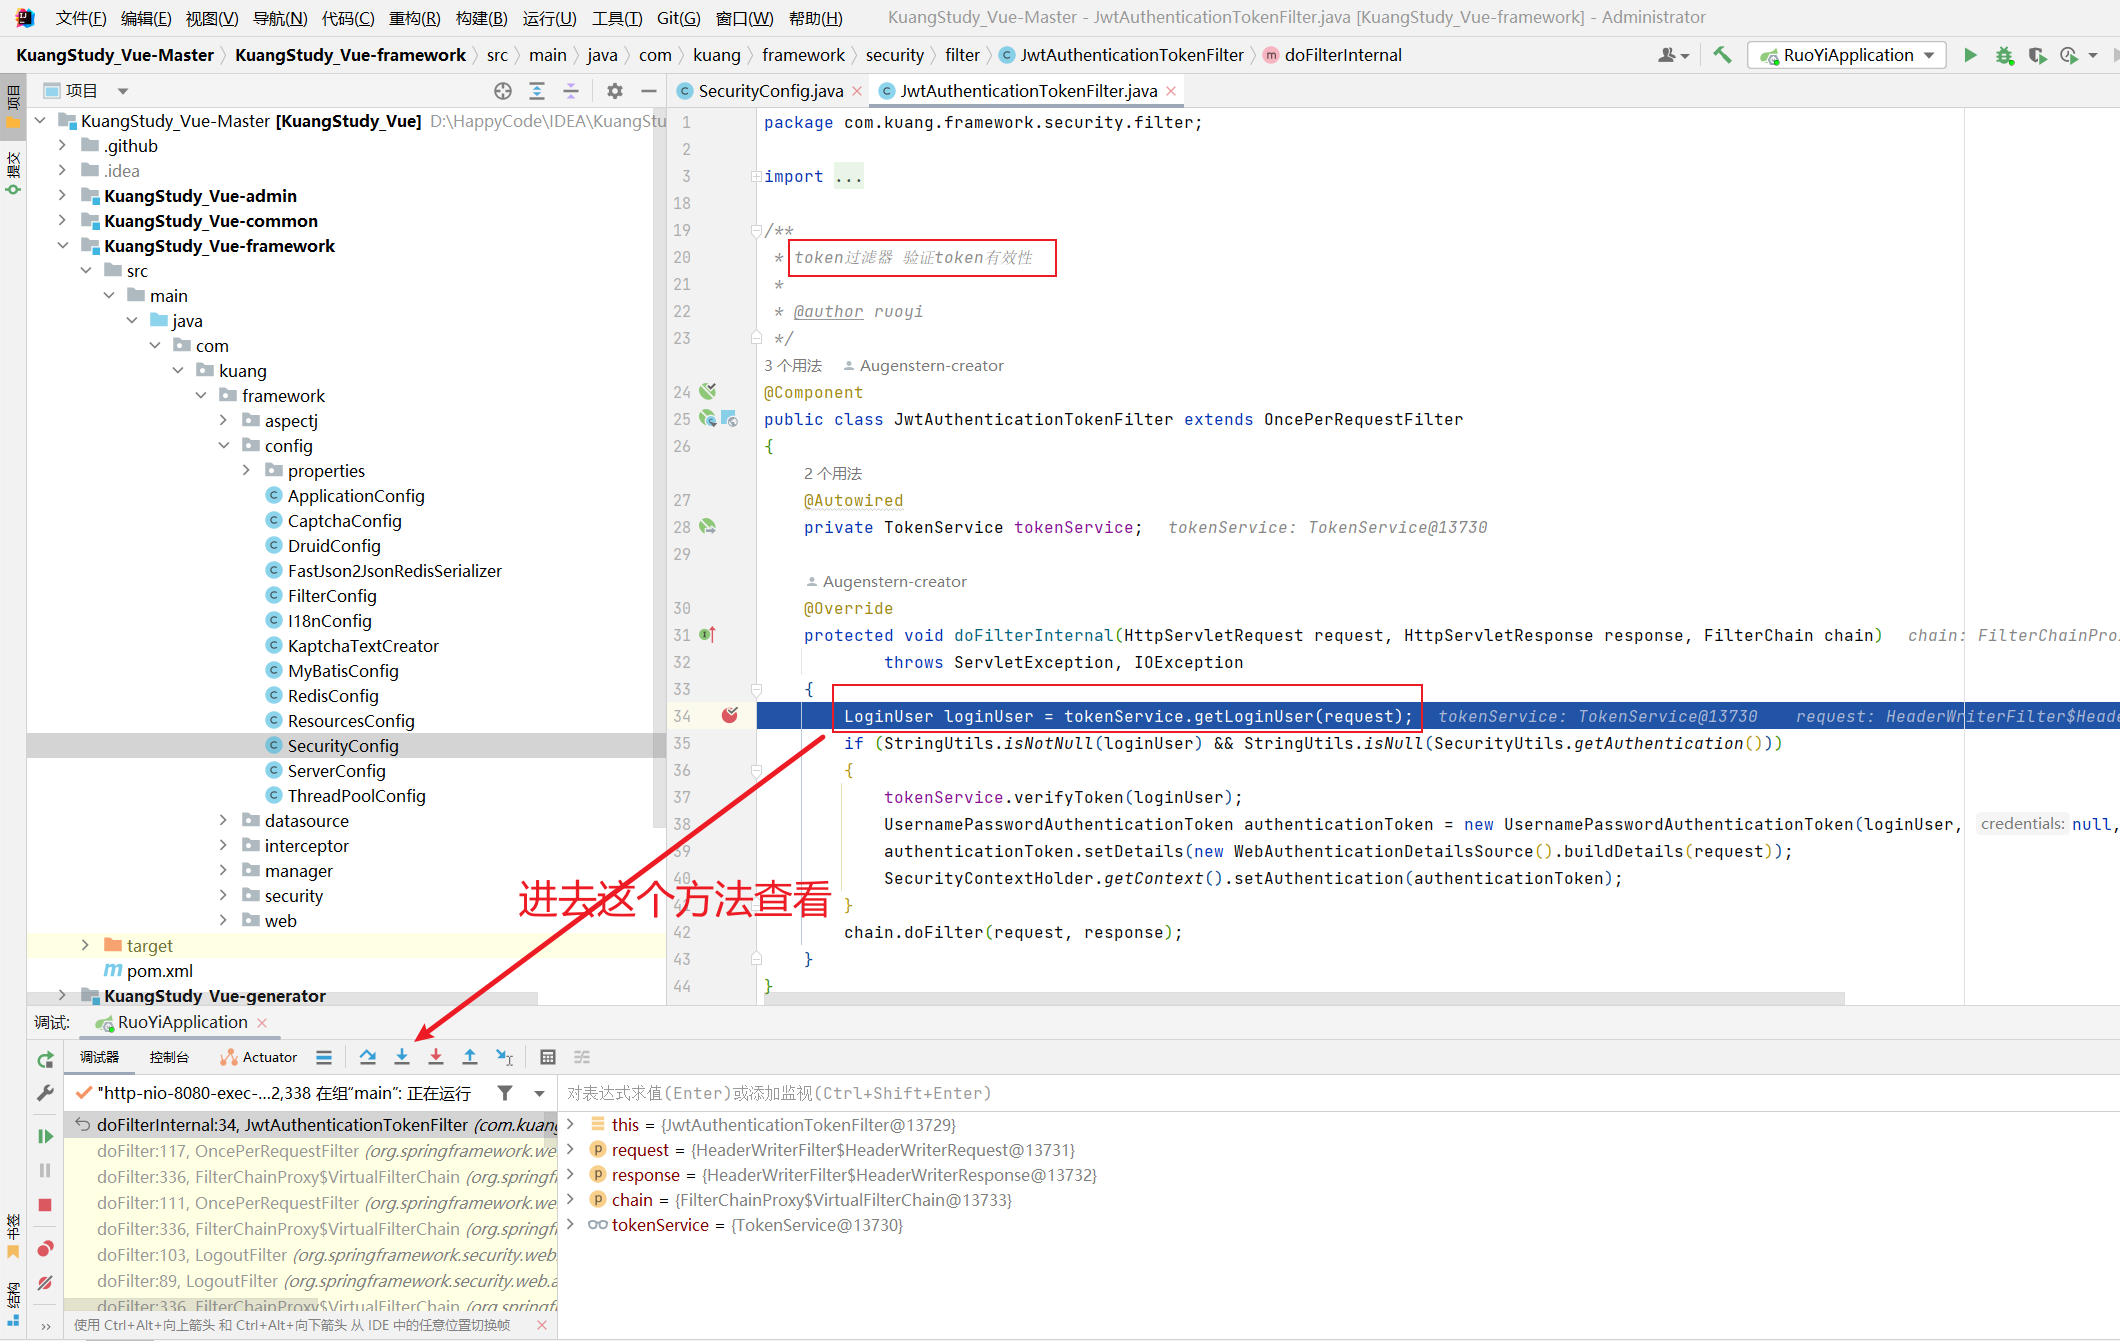 文件(F) 编辑(E) 视图(V) 导航(N) 代码(C) 重构(R) 构建(B) 运行(U) 工具(T) Git(G) 窗口(W) 帮助(H) KuangStudy_Vue-Master - JwtAuthenticationTokenFilter.java [KuangStudy_Vue-framework] - Administrator
KuangStudy_Vue-Master KuangStudy_Vue-framework src main java com kuang framework security filter JwtAuthenticationTokenFilter doFilterInternal RuoYiApplication
项目
提交
书签
结构
项目
KuangStudy_Vue-Master [KuangStudy_Vue] D:\HappyCode\IDEA\KuangStu
.github
.idea
KuangStudy_Vue-admin
KuangStudy_Vue-common
KuangStudy_Vue-framework
src
main
java
com
kuang
framework
aspectj
config
properties
ApplicationConfig
CaptchaConfig
DruidConfig
FastJson2JsonRedisSerializer
FilterConfig
I18nConfig
KaptchaTextCreator
MyBatisConfig
RedisConfig
ResourcesConfig
SecurityConfig
ServerConfig
ThreadPoolConfig
datasource
interceptor
manager
security
web
target
pom.xml
KuangStudy_Vue-generator
SecurityConfig.java JwtAuthenticationTokenFilter.java
1 package com.kuang.framework.security.filter;
2
3 import ...
18
19 /**
20 * token过滤器 验证token有效性
21 *
22 * @author ruoyi
23 */
3 个用法 Augenstern-creator
24 @Component
25 public class JwtAuthenticationTokenFilter extends OncePerRequestFilter
26 {
2 个用法
27 @Autowired
28 private TokenService tokenService; tokenService: TokenService@13730
29
Augenstern-creator
30 @Override
31 protected void doFilterInternal(HttpServletRequest request, HttpServletResponse response, FilterChain chain) chain: FilterChainPro
32 throws ServletException, IOException
33 {
34 LoginUser loginUser = tokenService.getLoginUser(request); tokenService: TokenService@13730 request: HeaderWriterFilter$Heade
35 if (StringUtils.isNotNull(loginUser) && StringUtils.isNull(SecurityUtils.getAuthentication()))
36 {
37 tokenService.verifyToken(loginUser);
38 UsernamePasswordAuthenticationToken authenticationToken = new UsernamePasswordAuthenticationToken(loginUser, credentials: null,
39 authenticationToken.setDetails(new WebAuthenticationDetailsSource().buildDetails(request));
40 SecurityContextHolder.getContext().setAuthentication(authenticationToken);
41 }
42 chain.doFilter(request, response);
43 }
44 }
进去这个方法查看
调试: RuoYiApplication
调试器 控制台 Actuator
"http-nio-8080-exec-...2,338 在组"main": 正在运行
doFilterInternal:34, JwtAuthenticationTokenFilter (com.kuang
doFilter:117, OncePerRequestFilter (org.springframework.we
doFilter:336, FilterChainProxy$VirtualFilterChain (org.springf
doFilter:111, OncePerRequestFilter (org.springframework.we
doFilter:336, FilterChainProxy$VirtualFilterChain (org.springf
doFilter:103, LogoutFilter (org.springframework.security.web
doFilter:89, LogoutFilter (org.springframework.security.web.a
doFilter:336, FilterChainProxy$VirtualFilterChain (org.springf
使用 Ctrl+Alt+向上箭头 和 Ctrl+Alt+向下箭头 从 IDE 中的任意位置切换帧
对表达式求值(Enter)或添加监视(Ctrl+Shift+Enter)
this = {JwtAuthenticationTokenFilter@13729}
request = {HeaderWriterFilter$HeaderWriterRequest@13731}
response = {HeaderWriterFilter$HeaderWriterResponse@13732}
chain = {FilterChainProxy$VirtualFilterChain@13733}
tokenService = {TokenService@13730}